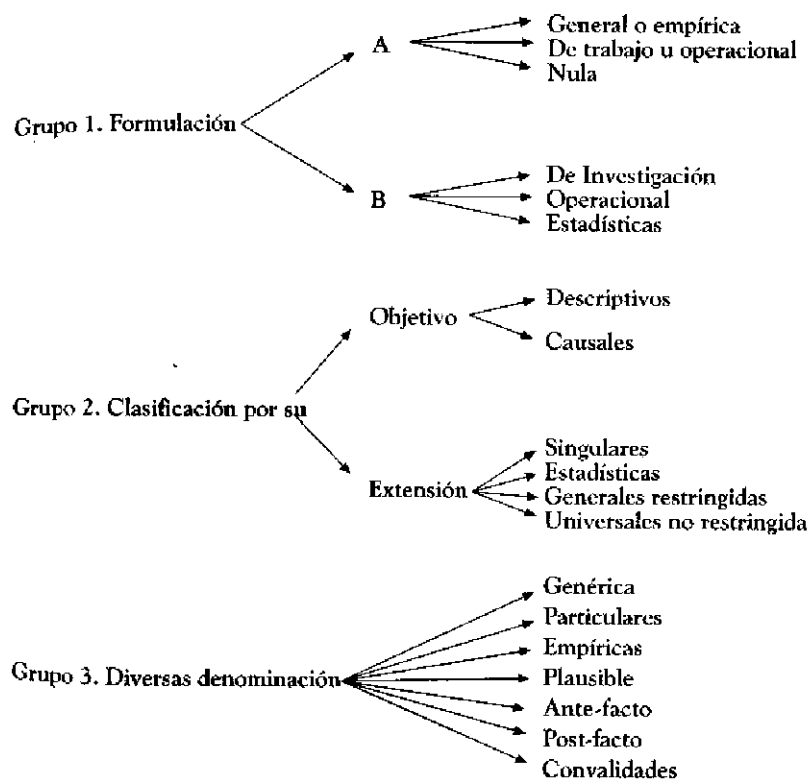 General o empírica
A
De trabajo u operacional
Nula
Grupo 1. Formulación
De Investigación
B
Operacional
Estadísticas
Descriptivos
Objetivo
Causales
Grupo 2. Clasificación por su
Singulares
Estadísticas
Extensión
Generales restringidas
Universales no restringida
Genérica
Particulares
Empíricas
Grupo 3. Diversas denominación
Plausible
Ante-facto
Post-facto
Convalidades